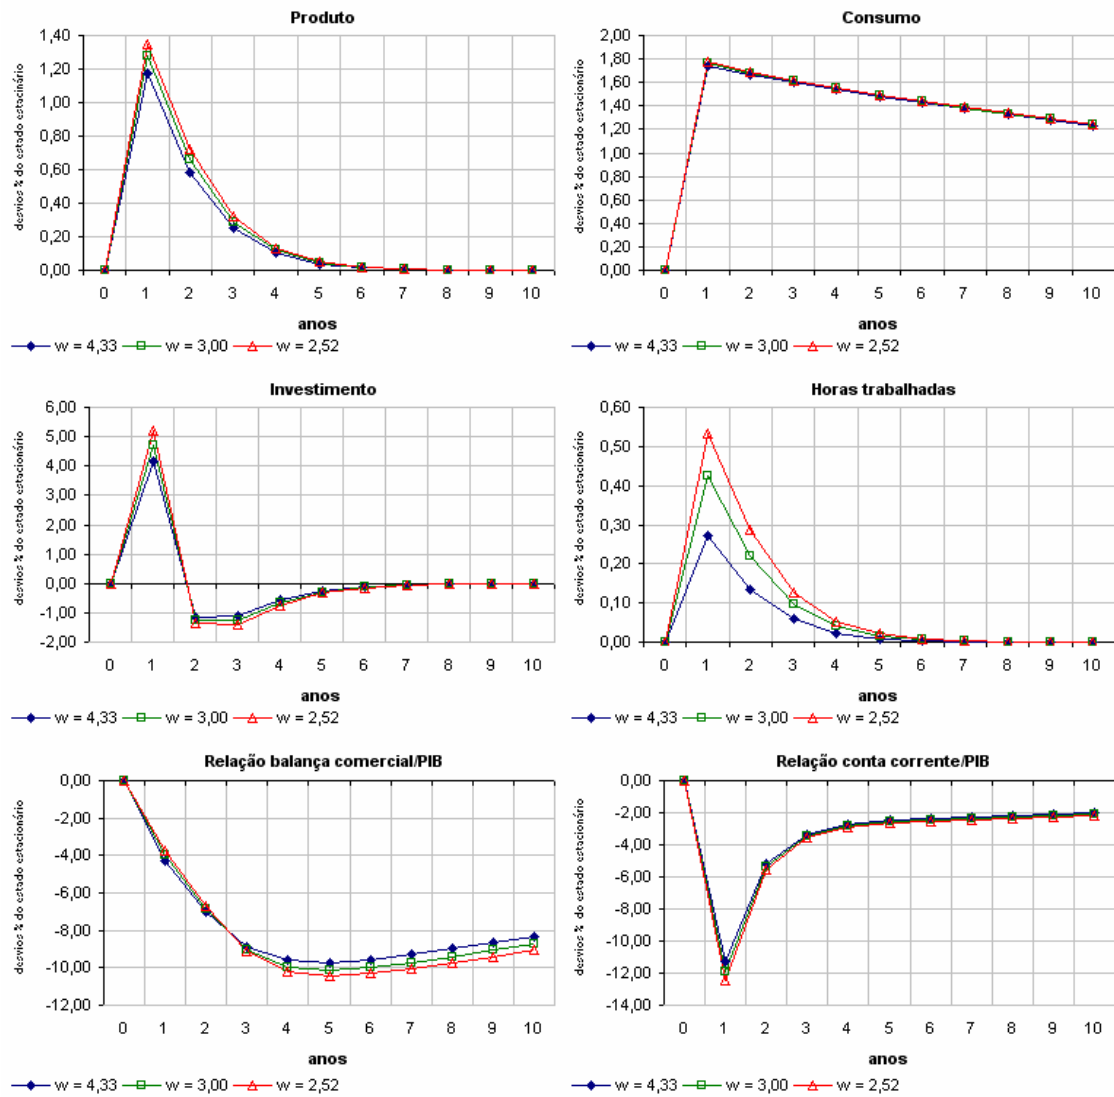 Produto
desvios % do estado estacionário
1,40
1,20
1,00
0,80
0,60
0,40
0,20
0,00
0 1 2 3 4 5 6 7 8 9 10
anos
w = 4,33 w = 3,00 w = 2,52
Consumo
desvios % do estado estacionário
2,00
1,80
1,60
1,40
1,20
1,00
0,80
0,60
0,40
0,20
0,00
0 1 2 3 4 5 6 7 8 9 10
anos
w = 4,33 w = 3,00 w = 2,52
Investimento
desvios % do estado estacionário
6,00
5,00
4,00
3,00
2,00
1,00
0,00
-1,00
-2,00
0 1 2 3 4 5 6 7 8 9 10
anos
w = 4,33 w = 3,00 w = 2,52
Horas trabalhadas
desvios % do estado estacionário
0,60
0,50
0,40
0,30
0,20
0,10
0,00
0 1 2 3 4 5 6 7 8 9 10
anos
w = 4,33 w = 3,00 w = 2,52
Relação balança comercial/PIB
desvios % do estado estacionário
0,00
-2,00
-4,00
-6,00
-8,00
-10,00
-12,00
0 1 2 3 4 5 6 7 8 9 10
anos
w = 4,33 w = 3,00 w = 2,52
Relação conta corrente/PIB
desvios % do estado estacionário
0,00
-2,00
-4,00
-6,00
-8,00
-10,00
-12,00
-14,00
0 1 2 3 4 5 6 7 8 9 10
anos
w = 4,33 w = 3,00 w = 2,52